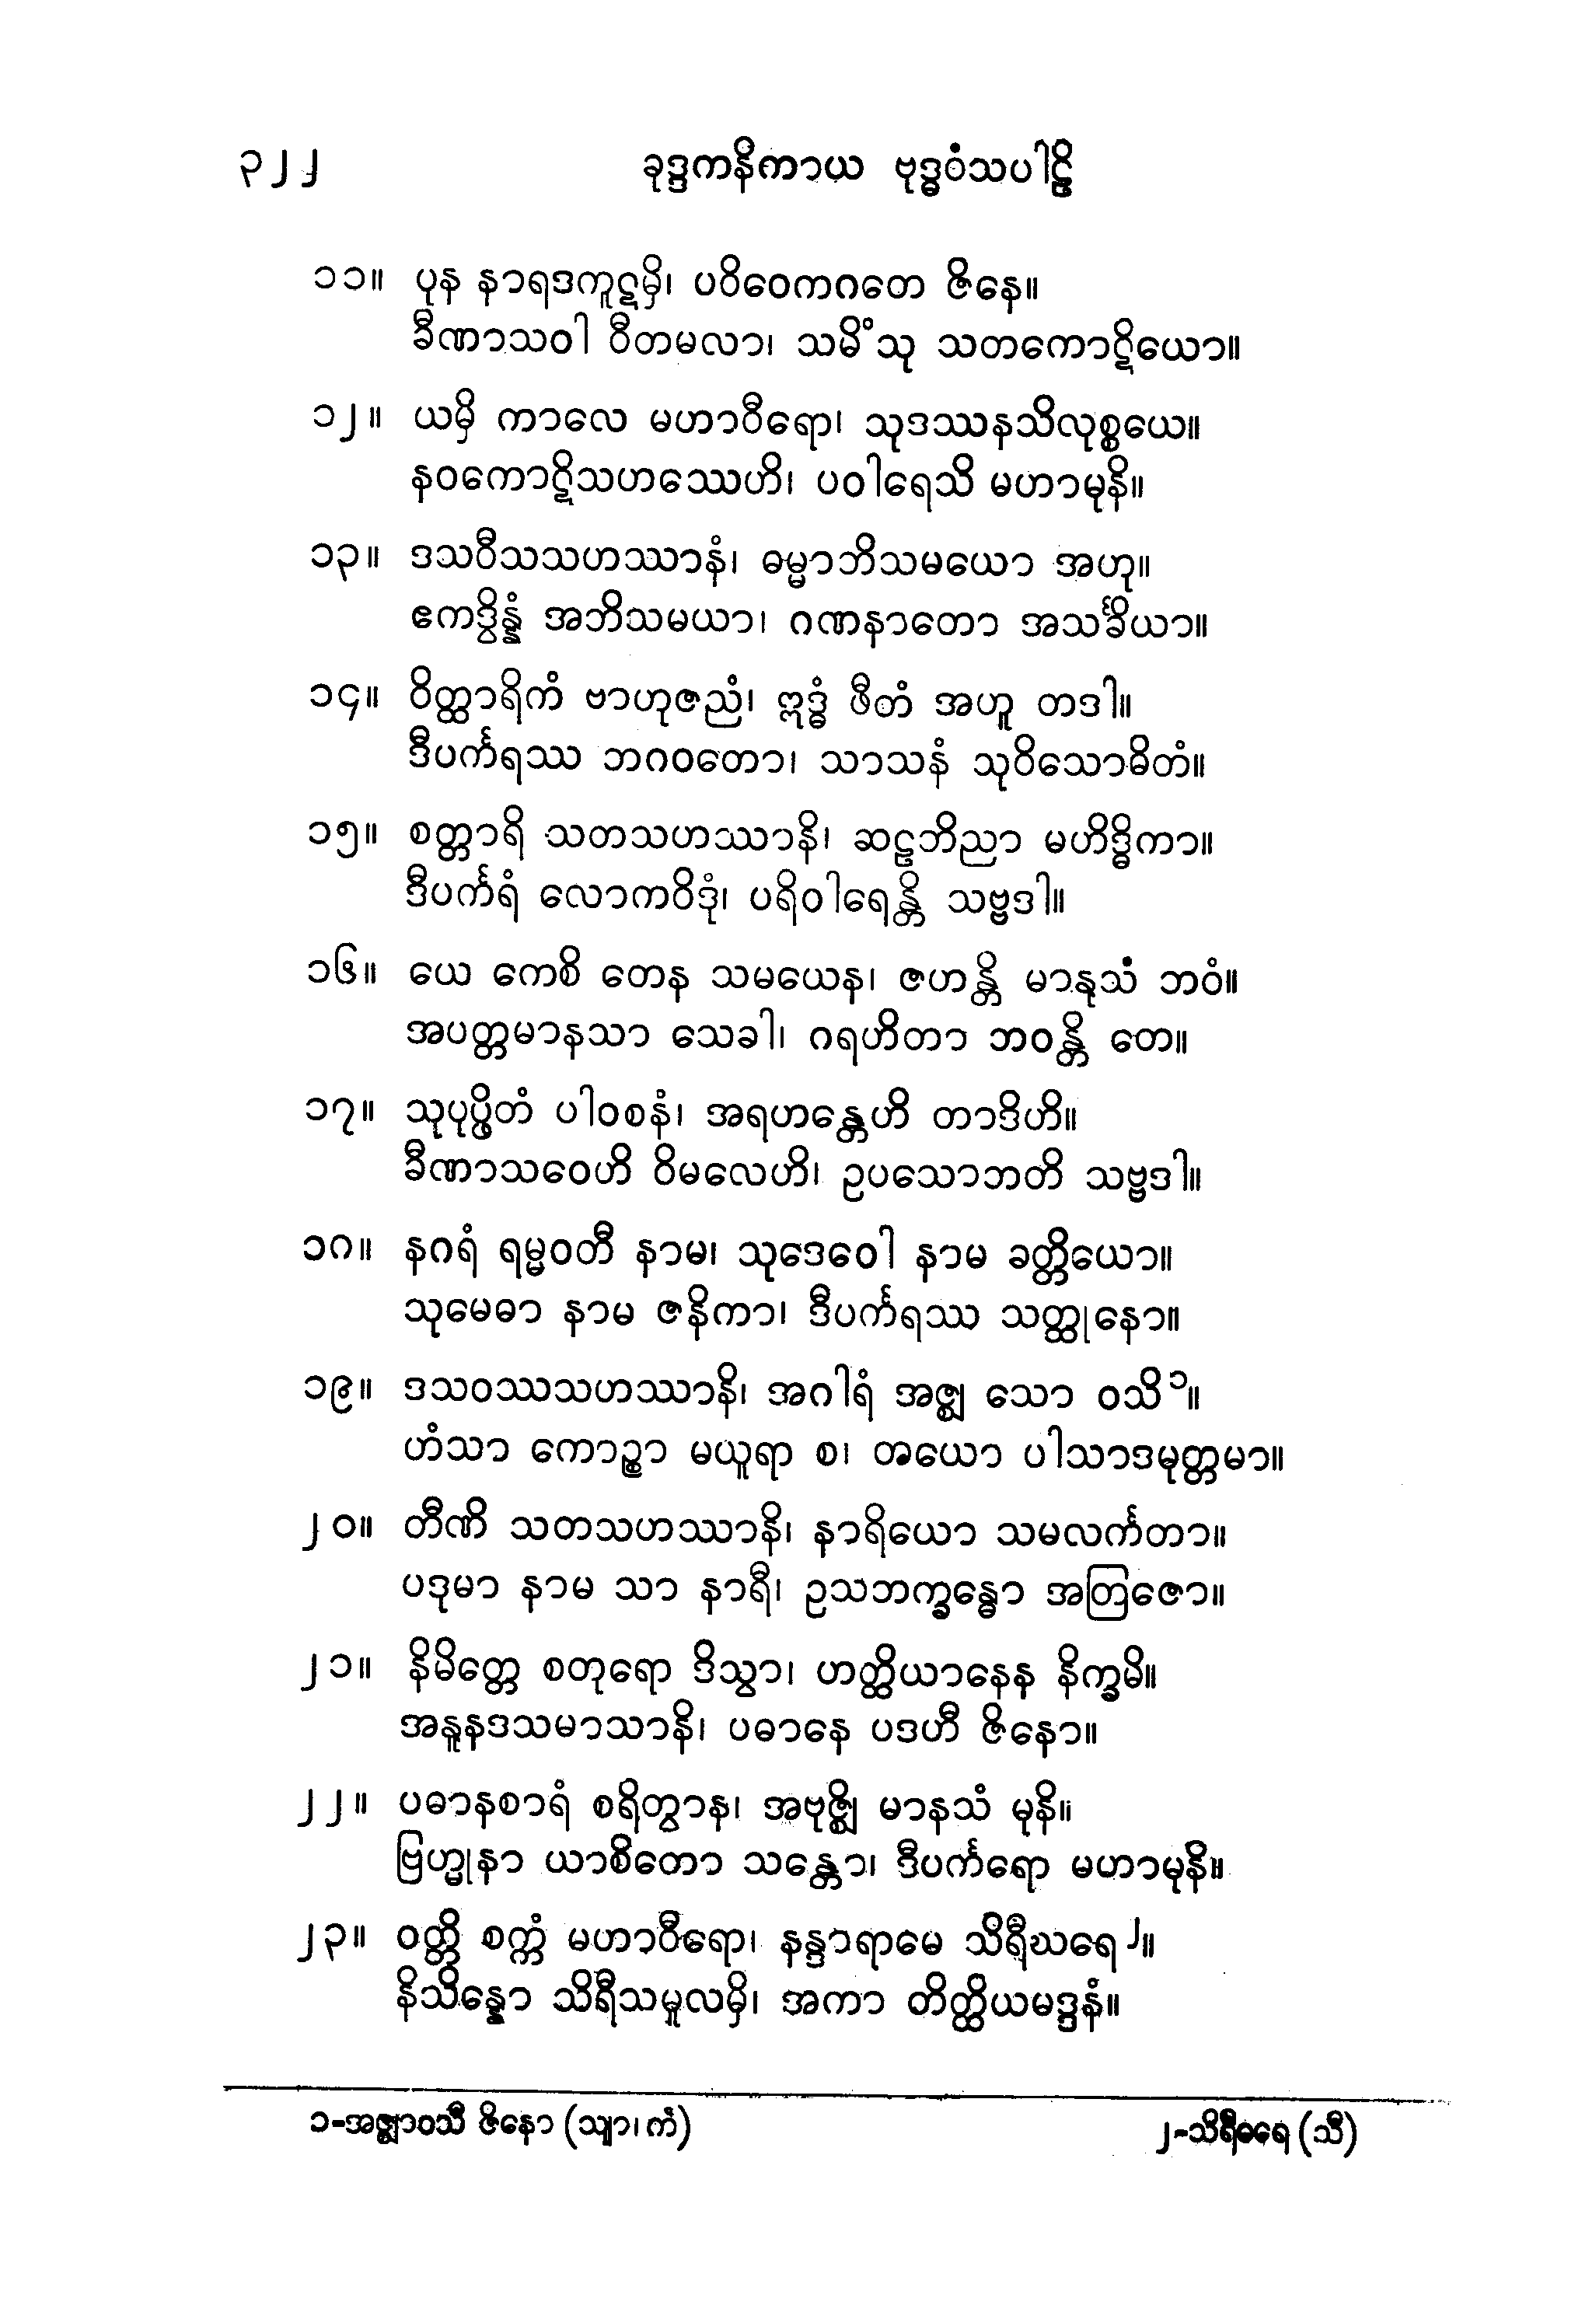 ၃၂၂ ခုဒ္ဒကနိကာယ ဗုဒ္ဓဝံသပါဠိ
၁၁။ ပုန နာရဒကူဋမှိ၊ ပဝိဝေကဂတေ ဇိနေ။
ခီဏာသဝါ ဝီတမလာ၊ သမိံသု သတကောဋိယော။
၁၂။ ယမှိ ကာလေ မဟာဝီရော၊ သုဒဿနသိလုစ္စယေ။
နဝကောဋိသဟဿေဟိ၊ ပဝါရေသိ မဟာမုနိ။
၁၃။ ဒသဝီသသဟဿာနံ၊ ဓမ္မာဘိသမယော အဟု။
ဧကဒွိန္နံ အဘိသမယာ၊ ဂဏနာတော အသင်္ခိယာ။
၁၄။ ဝိတ္ထာရိကံ ဗာဟုဇညံ၊ ဣဒ္ဓံ ဖီတံ အဟူ တဒါ။
ဒီပင်္ကရဿ ဘဂဝတော၊ သာသနံ သုဝိသောဓိတံ။
၁၅။ စတ္တာရိ သတသဟဿာနိ၊ ဆဠဘိညာ မဟိဒ္ဓိကာ။
ဒီပင်္ကရံ လောကဝိဒုံ၊ ပရိဝါရေန္တိ သဗ္ဗဒါ။
၁၆။ ယေ ကေစိ တေန သမယေန၊ ဇဟန္တိ မာနုသံ ဘဝံ။
အပတ္တမာနသာ သေခါ၊ ဂရဟိတာ ဘဝန္တိ တေ။
၁၇။ သုပုပ္ဖိတံ ပါဝစနံ၊ အရဟန္တေဟိ တာဒိဟိ။
ခီဏာသဝေဟိ ဝိမလေဟိ၊ ဥပသောဘတိ သဗ္ဗဒါ။
၁၈။ နဂရံ ရမ္မဝတီ နာမ၊ သုဒေဝေါ နာမ ခတ္တိယော။
သုမေဓာ နာမ ဇနိကာ၊ ဒီပင်္ကရဿ သတ္ထုနော။
၁၉။ ဒသဝဿသဟဿာနိ၊ အဂါရံ အဇ္ဈ သော ဝသိ၁။
ဟံသာ ကောဉ္စာ မယူရာ စ၊ တယော ပါသာဒမုတ္တမာ။
၂၀။ တီဏိ သတသဟဿာနိ၊ နာရိယော သမလင်္ကတာ။
ပဒုမာ နာမ သာ နာရီ၊ ဥသဘက္ခန္ဓော အတြဇော။
၂၁။ နိမိတ္တေ စတုရော ဒိသွာ၊ ဟတ္ထိယာနေန နိက္ခမိ။
အနူနဒသမာသာနိ၊ ပဓာနေ ပဒဟီ ဇိနော။
၂၂။ ပဓာနစာရံ စရိတွာန၊ အဗုဇ္ဈိ မာနသံ မုနိ။
ဗြဟ္မုနာ ယာစိတော သန္တော၊ ဒီပင်္ကရော မဟာမုနိ။
၂၃။ ဝတ္တိ စက္ကံ မဟာဝီရော၊ နန္ဒာရာမေ သိရီဃရေ၂။
နိသိန္နော သိရီသမူလမှိ၊ အကာ တိတ္ထိယမဒ္ဒနံ။
၁-အဇ္ဈာဝသီ ဇိနော (သျာ၊ ကံ) ၂-သိရီဓရေ (သီ)